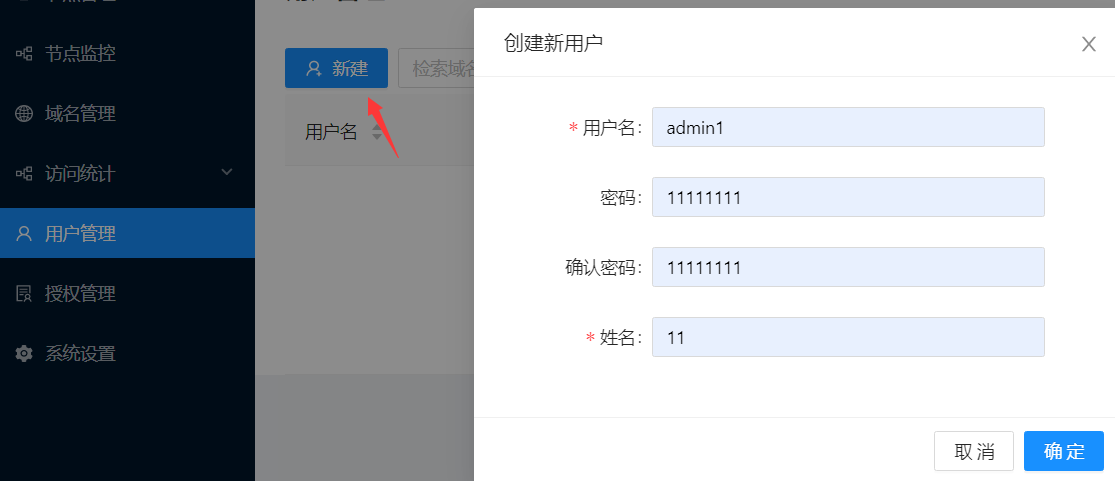 节点监控
域名管理
访问统计
用户管理
授权管理
系统设置
新建
检索域名
用户名
创建新用户
* 用户名：
admin1
密码：
11111111
确认密码：
11111111
* 姓名：
11
取 消
确 定